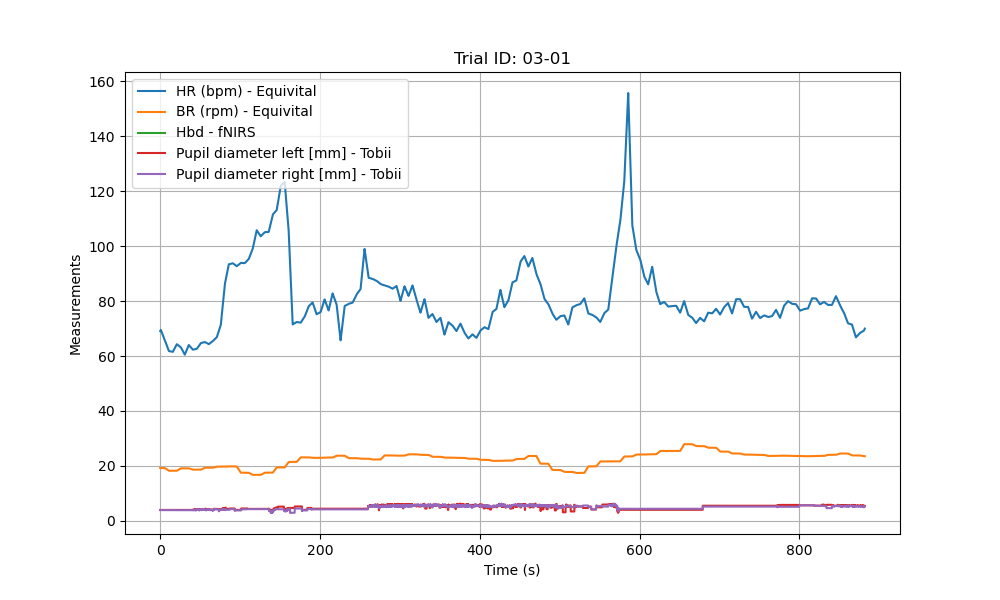 Trial ID: 03-01
160
140
120
100
80
60
40
20
0
Measurements
HR (bpm) - Equivital
BR (rpm) - Equivital
Hbd - fNIRS
Pupil diameter left [mm] - Tobii
Pupil diameter right [mm] - Tobii
0 200 400 600 800
Time (s)